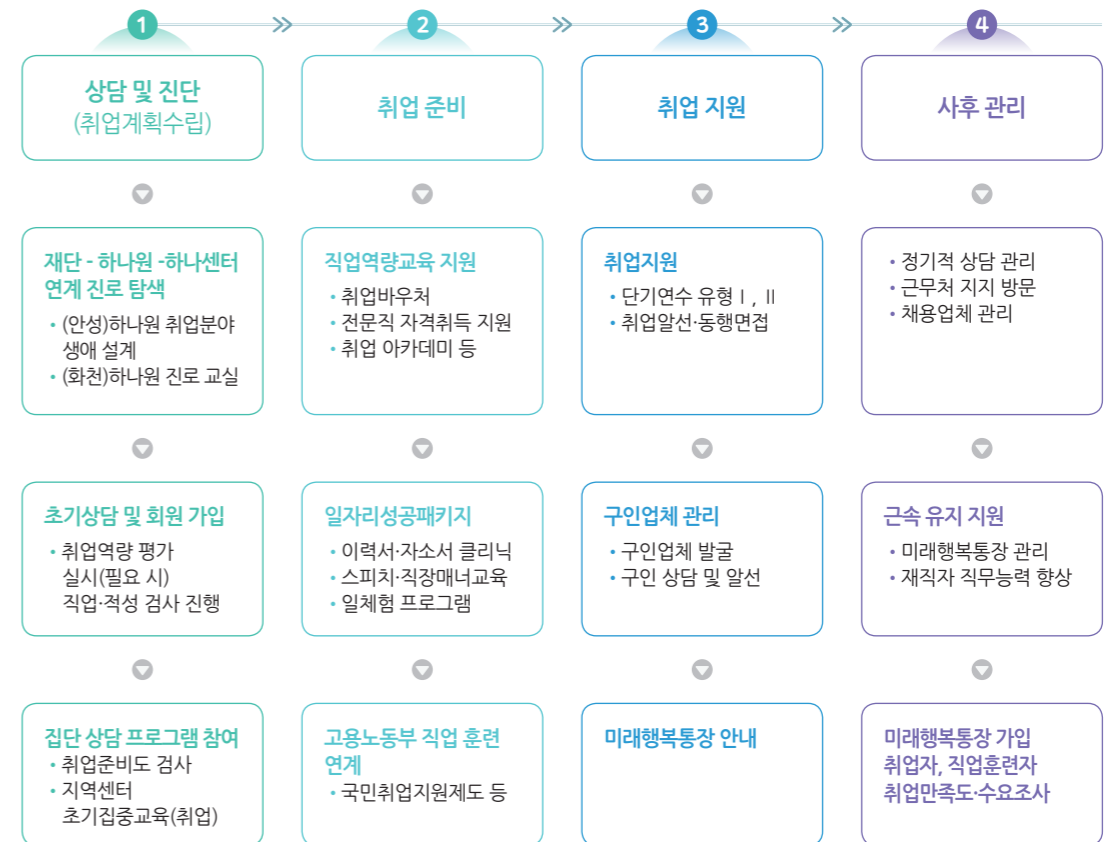 1
상담 및 진단
(취업계획수립)
재단 - 하나원 -하나센터
연계 진로 탐색
• (안성)하나원 취업분야
생애 설계
• (화천)하나원 진로 교실
초기상담 및 회원 가입
• 취업역량 평가
실시(필요 시)
직업·적성 검사 진행
집단 상담 프로그램 참여
• 취업준비도 검사
• 지역센터
초기집중교육(취업)
2
취업 준비
직업역량교육 지원
• 취업바우처
• 전문직 자격취득 지원
• 취업 아카데미 등
일자리성공패키지
• 이력서·자소서 클리닉
• 스피치·직장매너교육
• 일체험 프로그램
고용노동부 직업 훈련
연계
• 국민취업지원제도 등
3
취업 지원
취업지원
• 단기연수 유형Ⅰ, Ⅱ
• 취업알선·동행면접
구인업체 관리
• 구인업체 발굴
• 구인 상담 및 알선
미래행복통장 안내
4
사후 관리
• 정기적 상담 관리
• 근무처 지지 방문
• 채용업체 관리
근속 유지 지원
• 미래행복통장 관리
• 재직자 직무능력 향상
미래행복통장 가입
취업자, 직업훈련자
취업만족도·수요조사